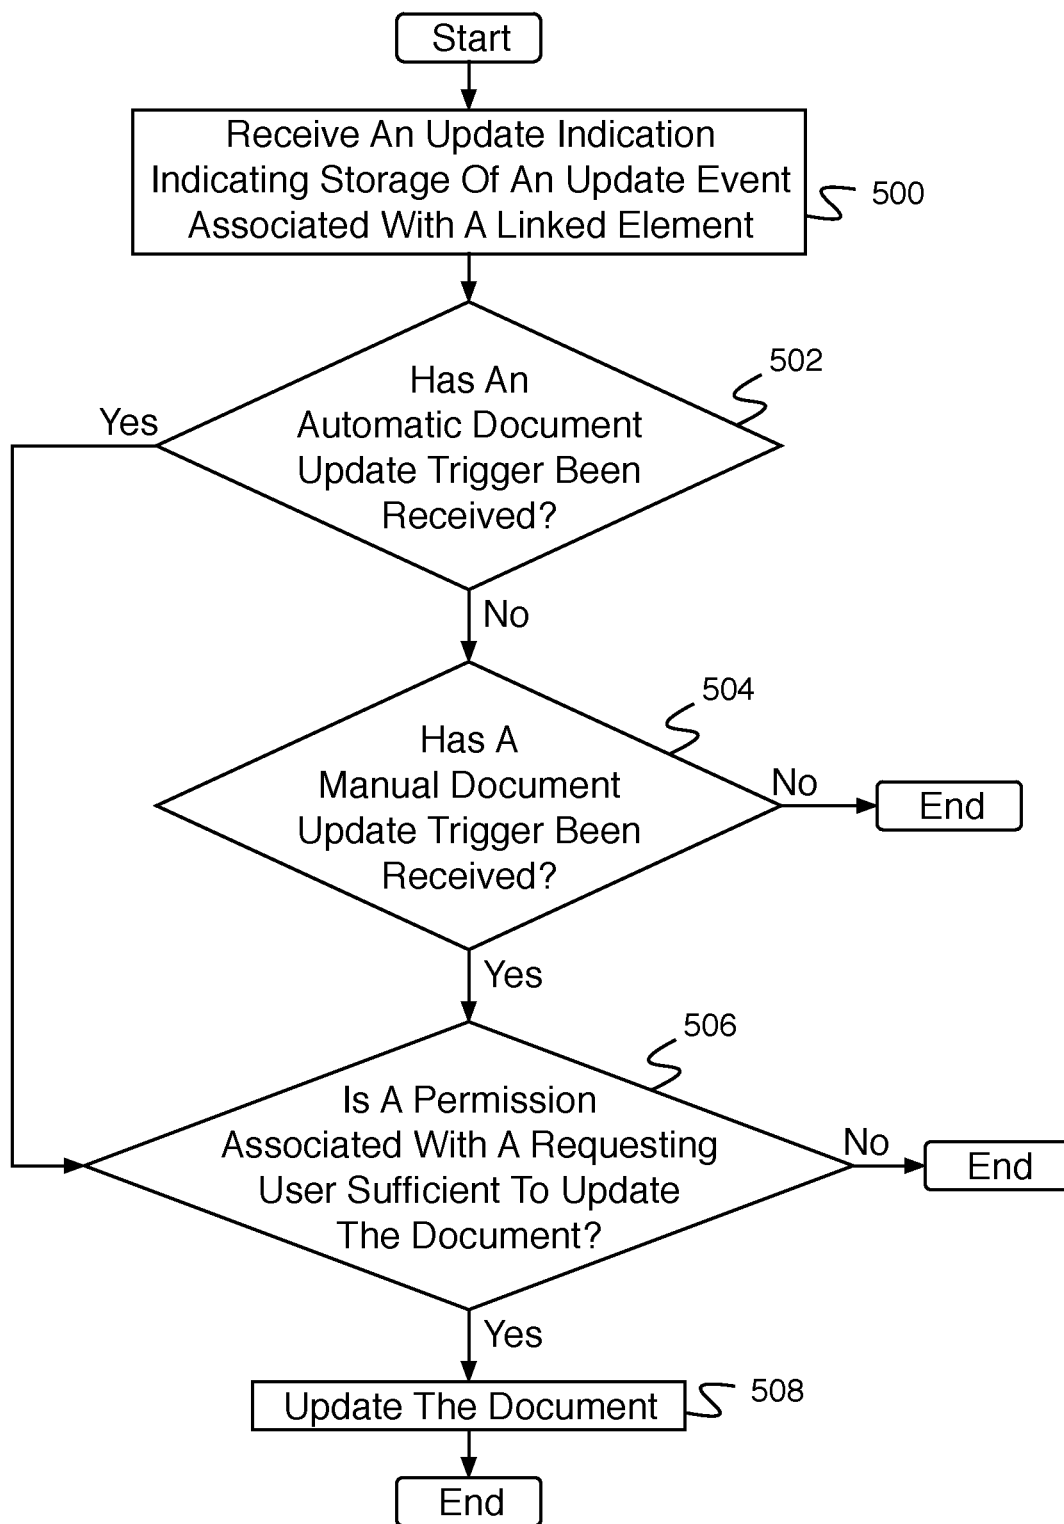 Start
Receive An Update Indication
Indicating Storage Of An Update Event
Associated With A Linked Element
500
Has An
Automatic Document
Update Trigger Been
Received?
502
Yes
No
Has A
Manual Document
Update Trigger Been
Received?
504
No
End
Yes
Is A Permission
Associated With A Requesting
User Sufficient To Update
The Document?
506
No
End
Yes
Update The Document
508
End